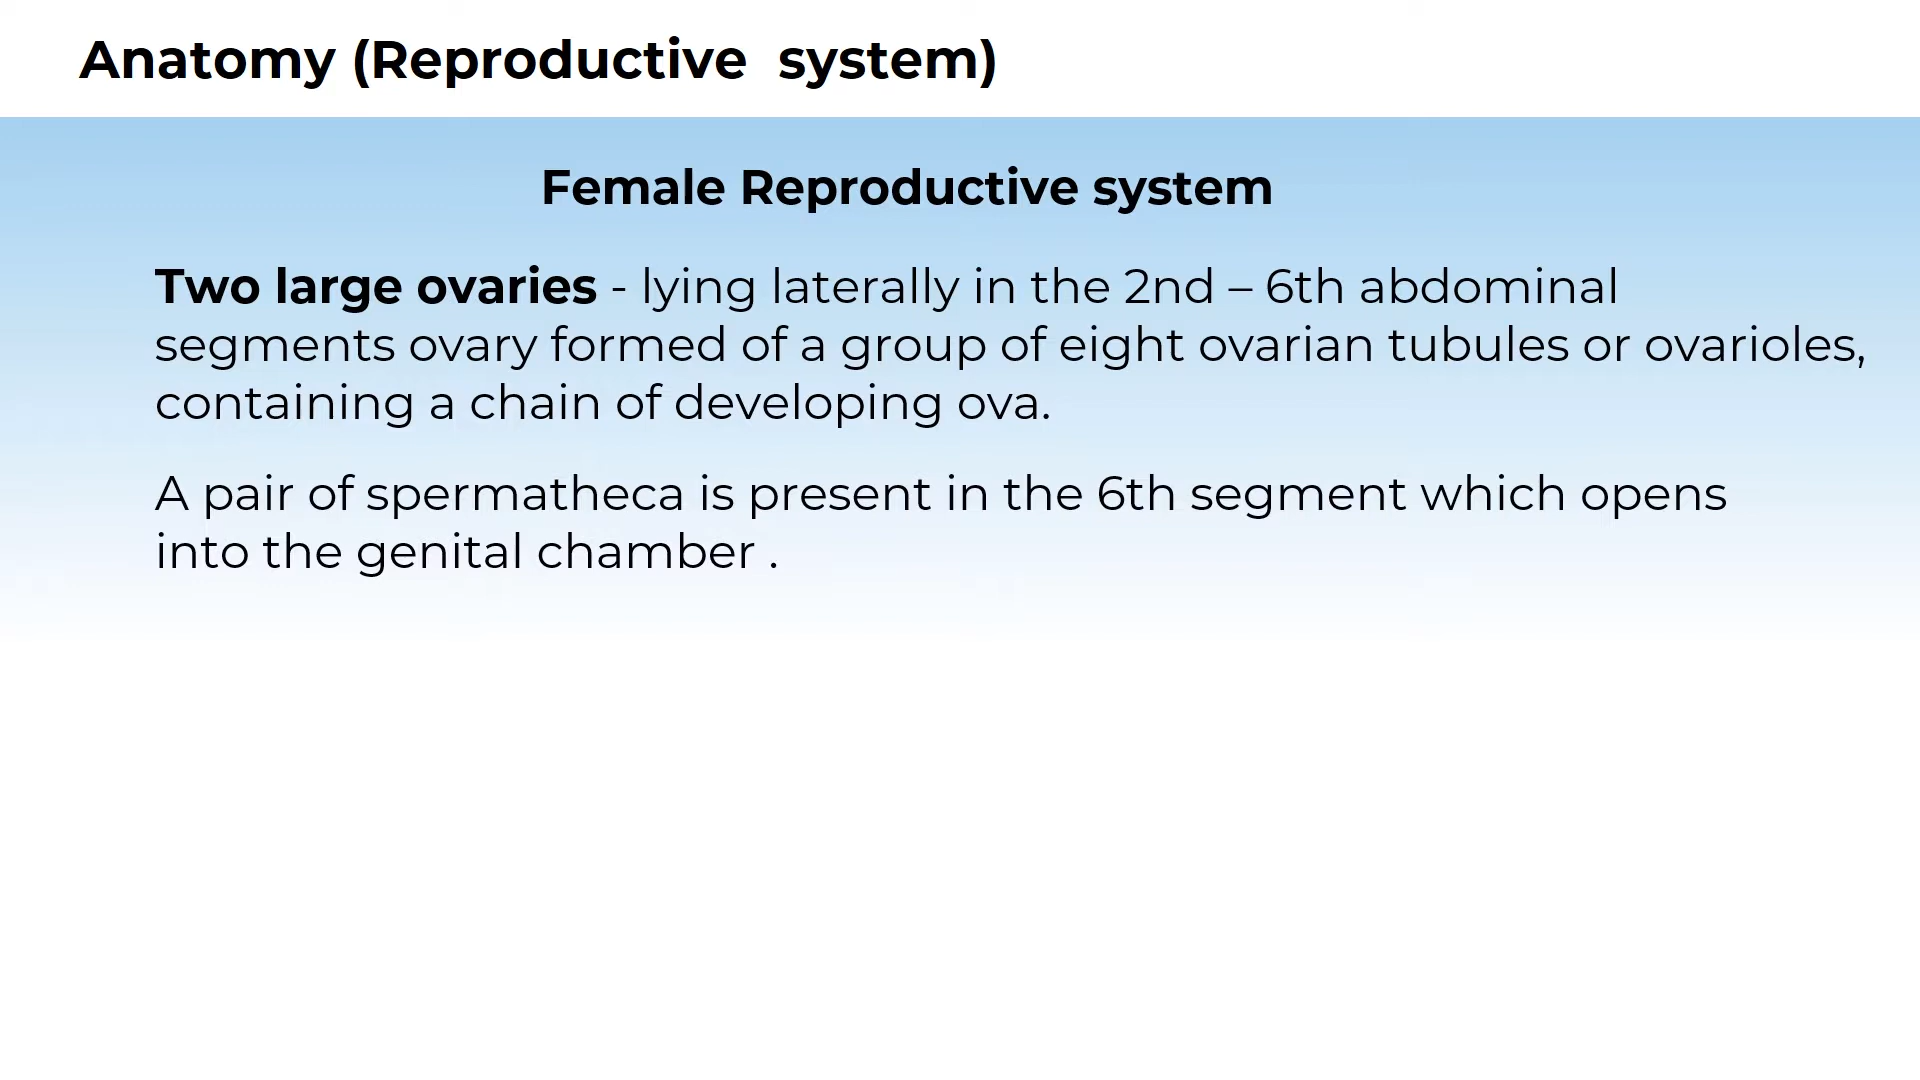 Anatomy (Reproductive  system)
Female Reproductive system
Two large ovaries - lying laterally in the 2nd – 6th abdominal
segments ovary formed of a group of eight ovarian tubules or ovarioles,
containing a chain of developing ova.
A pair of spermatheca is present in the 6th segment which opens
into the genital chamber .